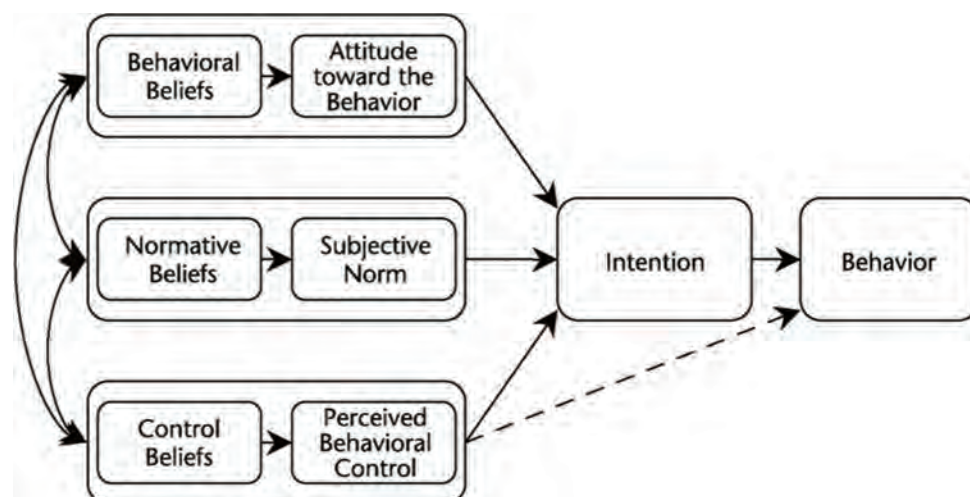 Behavioral
Beliefs
Attitude
toward the
Behavior
Normative
Beliefs
Subjective
Norm
Intention
Behavior
Control
Beliefs
Perceived
Behavioral
Control